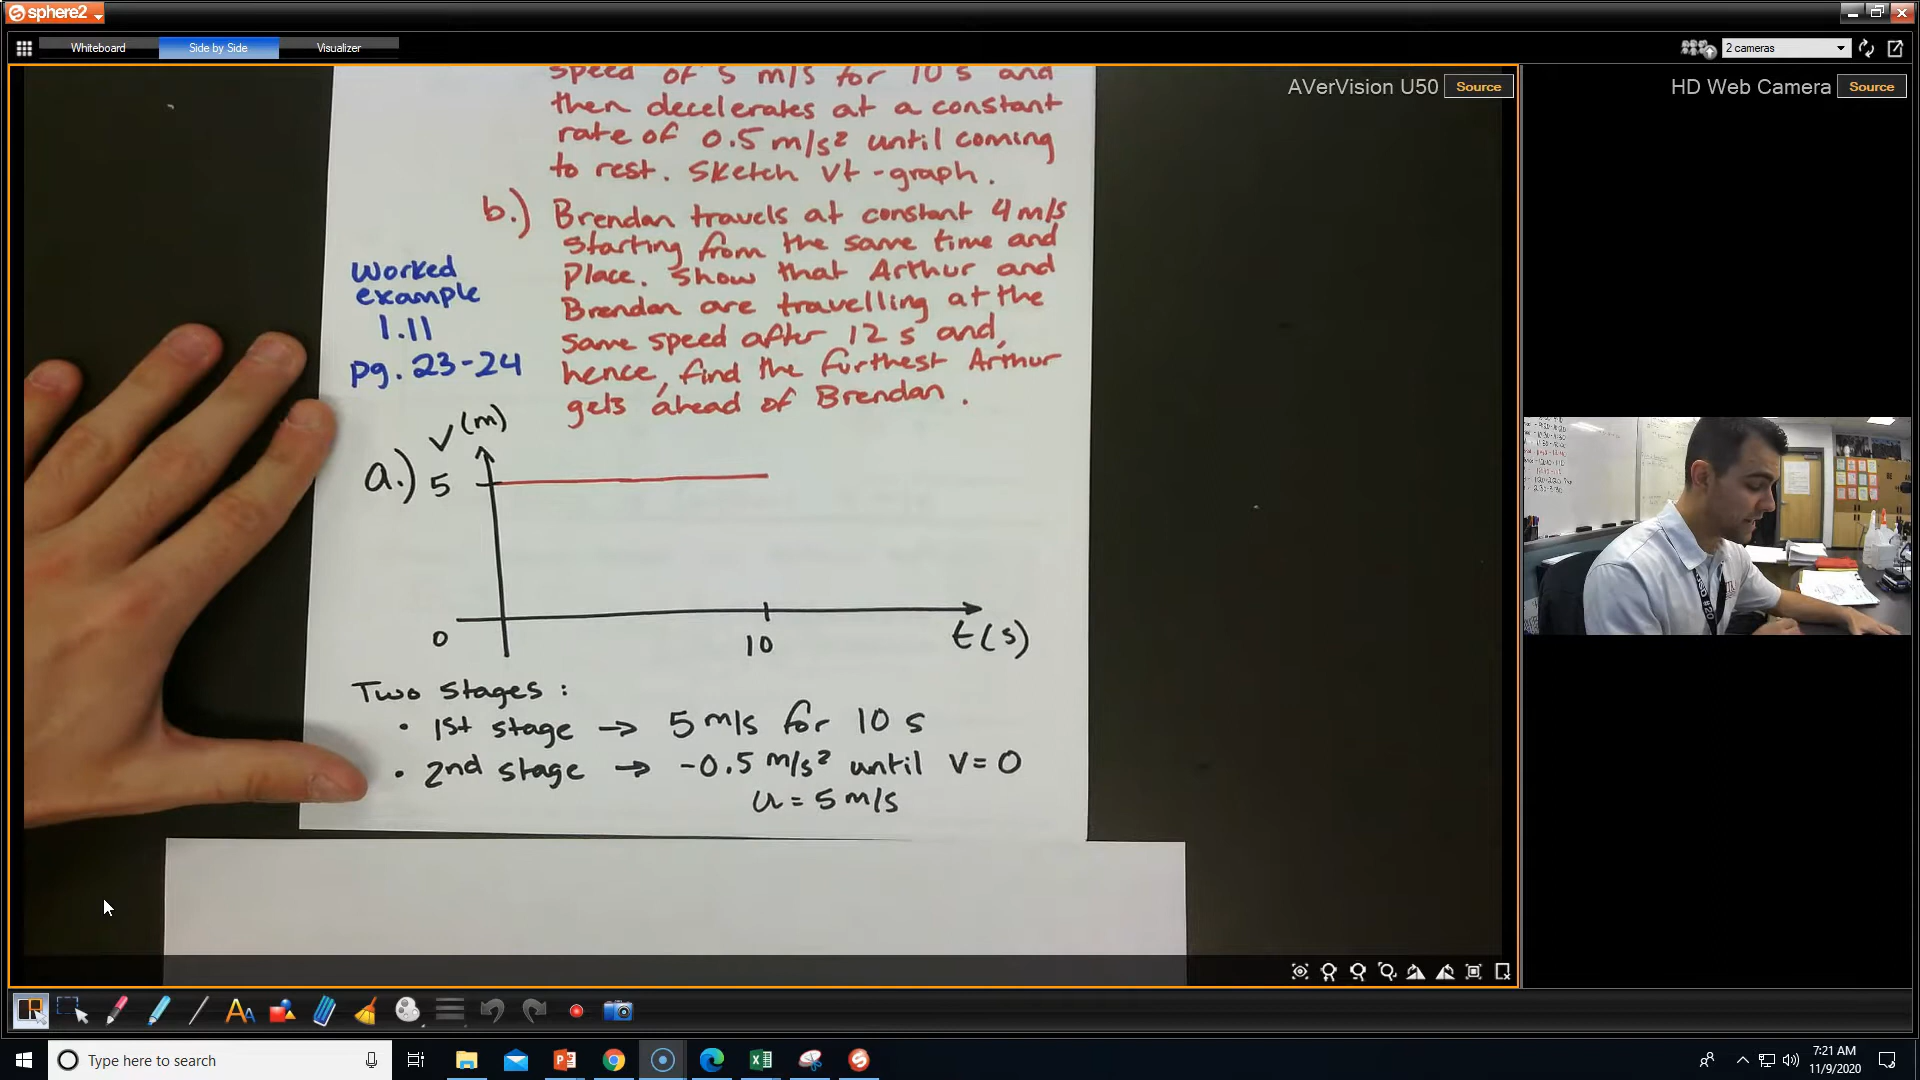 sphere2
Whiteboard
Side by Side
Visualizer
2 cameras
AVerVision U50
Source
HD Web Camera
Source
speed of 5 m/s for 10 s and
then decelerates at a constant
rate of 0.5 m/s² until coming
to rest. Sketch vt-graph.
b.) Brendan travels at constant 4 m/s
starting from the same time and
place. Show that Arthur and
Brendan are travelling at the
same speed after 12 s and,
hence, find the furthest Arthur
gets ahead of Brendan.
Worked
example
1.11
pg. 23-24
a.)
v (m)
5
0
10
t (s)
Two stages:
• 1st stage → 5 m/s for 10 s
• 2nd stage → -0.5 m/s² until v = 0
u = 5 m/s
Type here to search
7:21 AM
11/9/2020